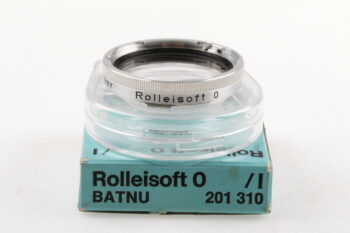 Rolleisoft 0
Rolleisoft 0 /I
BATNU 201 310